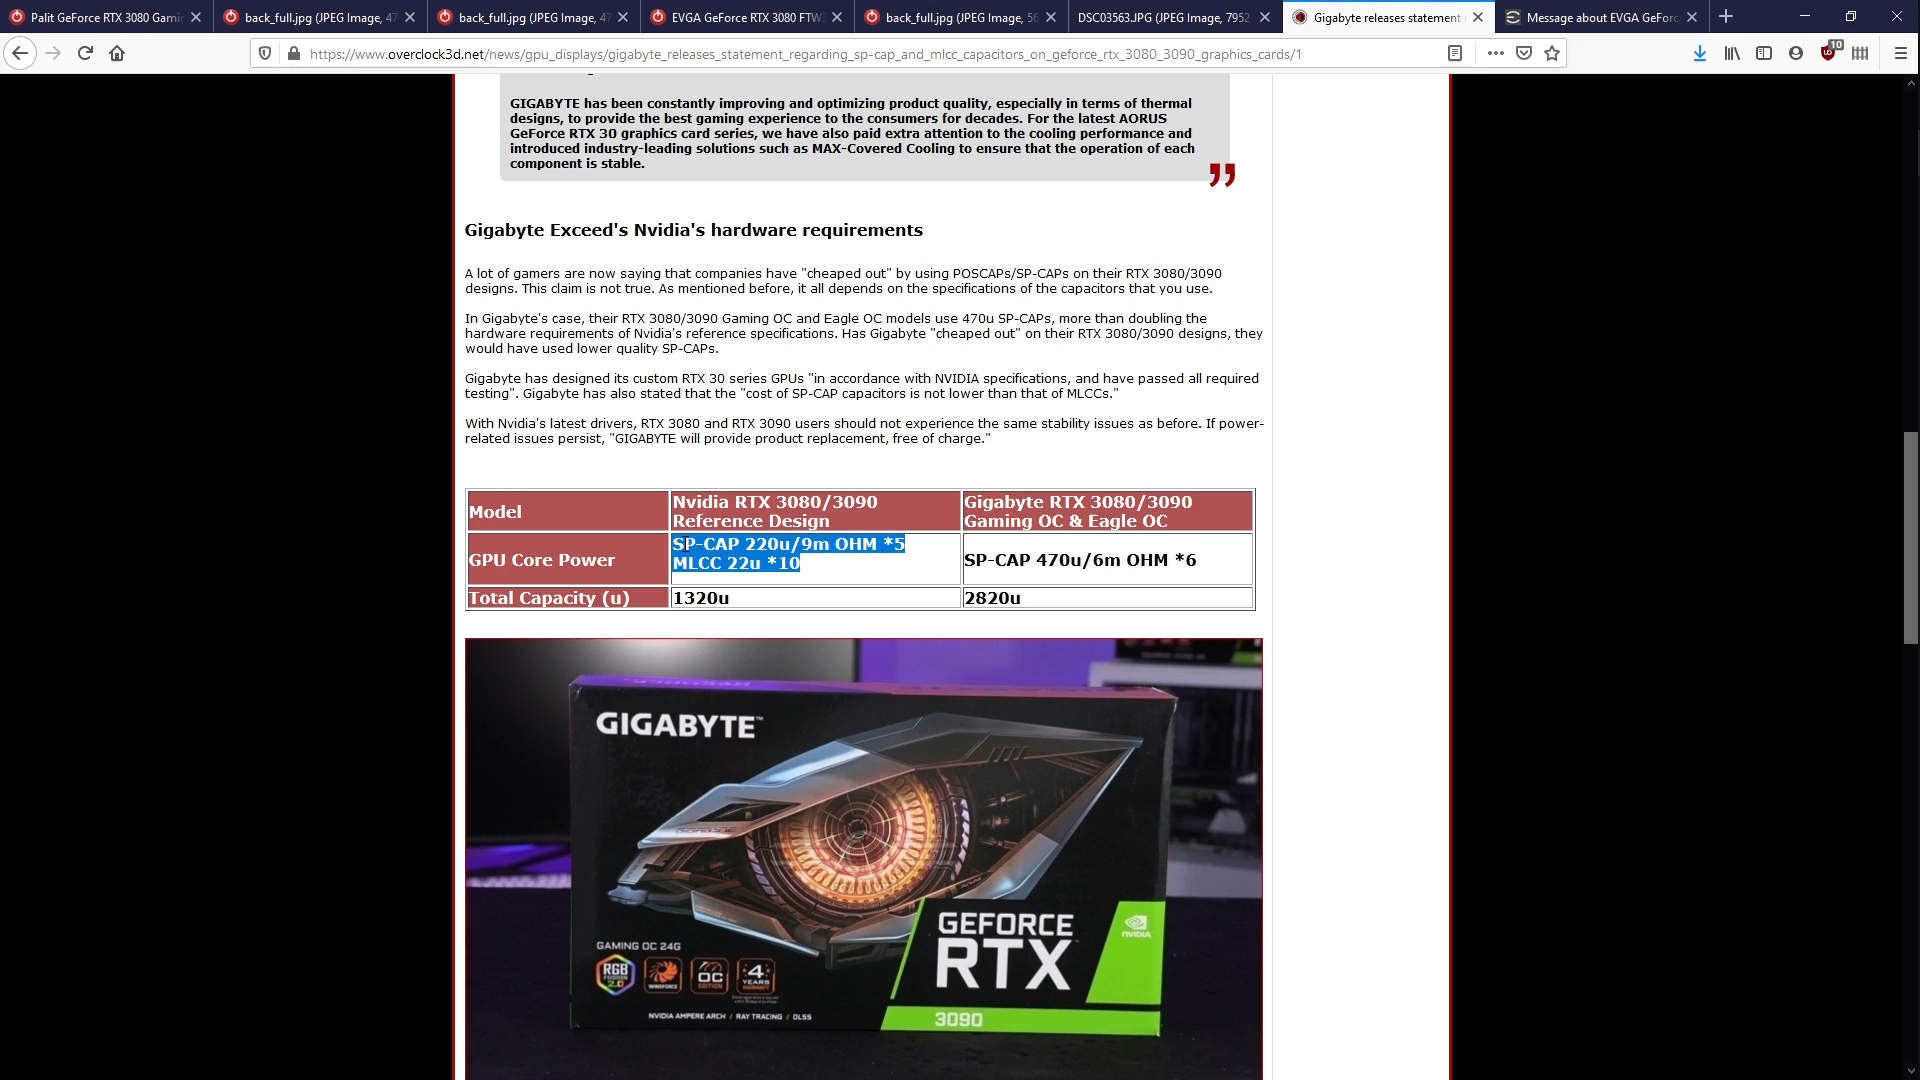 Palit GeForce RTX 3080 Gami
back_full.jpg (JPEG Image, 47
back_full.jpg (JPEG Image, 47
EVGA GeForce RTX 3080 FTW
back_full.jpg (JPEG Image, 56
DSC03563.JPG (JPEG Image, 7952
Gigabyte releases statement
Message about EVGA GeForc
https://www.overclock3d.net/news/gpu_displays/gigabyte_releases_statement_regarding_sp-cap_and_mlcc_capacitors_on_geforce_rtx_3080_3090_graphics_cards/1
10
GIGABYTE has been constantly improving and optimizing product quality, especially in terms of thermal
designs, to provide the best gaming experience to the consumers for decades. For the latest AORUS
GeForce RTX 30 graphics card series, we have also paid extra attention to the cooling performance and
introduced industry-leading solutions such as MAX-Covered Cooling to ensure that the operation of each
component is stable.
”
Gigabyte Exceed's Nvidia's hardware requirements
A lot of gamers are now saying that companies have "cheaped out" by using POSCAPs/SP-CAPs on their RTX 3080/3090
designs. This claim is not true. As mentioned before, it all depends on the specifications of the capacitors that you use.
In Gigabyte's case, their RTX 3080/3090 Gaming OC and Eagle OC models use 470u SP-CAPs, more than doubling the
hardware requirements of Nvidia's reference specifications. Has Gigabyte "cheaped out" on their RTX 3080/3090 designs, they
would have used lower quality SP-CAPs.
Gigabyte has designed its custom RTX 30 series GPUs "in accordance with NVIDIA specifications, and have passed all required
testing". Gigabyte has also stated that the "cost of SP-CAP capacitors is not lower than that of MLCCs."
With Nvidia's latest drivers, RTX 3080 and RTX 3090 users should not experience the same stability issues as before. If power-
related issues persist, "GIGABYTE will provide product replacement, free of charge."
Model
Nvidia RTX 3080/3090
Reference Design
Gigabyte RTX 3080/3090
Gaming OC & Eagle OC
GPU Core Power
SP-CAP 220u/9m OHM *5
MLCC 22u *10
SP-CAP 470u/6m OHM *6
Total Capacity (u)
1320u
2820u
GIGABYTE™
GEFORCE
RTX
NVIDIA
3090
GAMING OC 24G
RGB
FUSION
2.0
WINDFORCE
OC
EDITION
4
YEARS
WARRANTY
NVIDIA AMPERE ARCH / RAY TRACING / DLSS